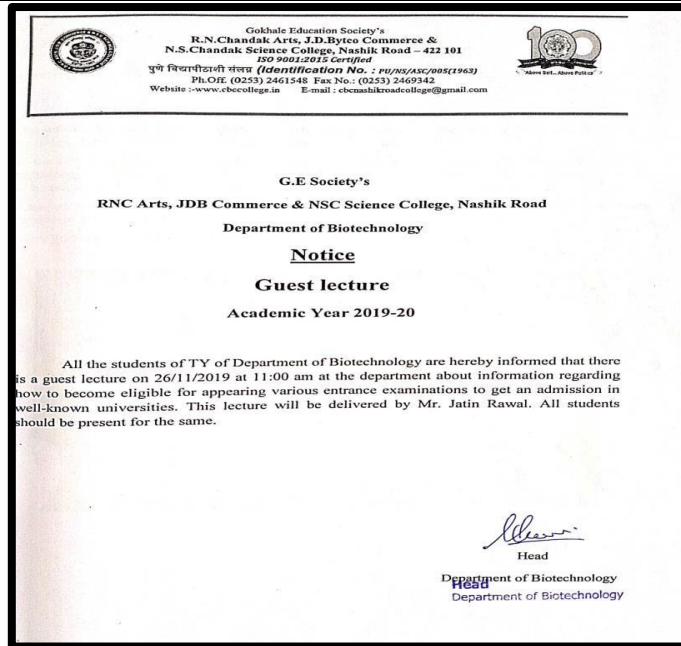 Gokhale Education Society's
R.N.Chandak Arts, J.D.Bytco Commerce &
N.S.Chandak Science College, Nashik Road – 422 101
ISO 9001:2015 Certified
पुणे विद्यापीठाशी संलग्न (Identification No. : PU/NS/ASC/005(1963)
Ph.Off. (0253) 2461548 Fax No.: (0253) 2469342
Website :-www.cbccollege.in E-mail : cbcnashikroadcollege@gmail.com
100
"Above Self... Above Politics"
G.E Society's
RNC Arts, JDB Commerce & NSC Science College, Nashik Road
Department of Biotechnology
Notice
Guest lecture
Academic Year 2019-20
All the students of TY of Department of Biotechnology are hereby informed that there
is a guest lecture on 26/11/2019 at 11:00 am at the department about information regarding
how to become eligible for appearing various entrance examinations to get an admission in
well-known universities. This lecture will be delivered by Mr. Jatin Rawal. All students
should be present for the same.
Head
Department of Biotechnology
Head
Department of Biotechnology